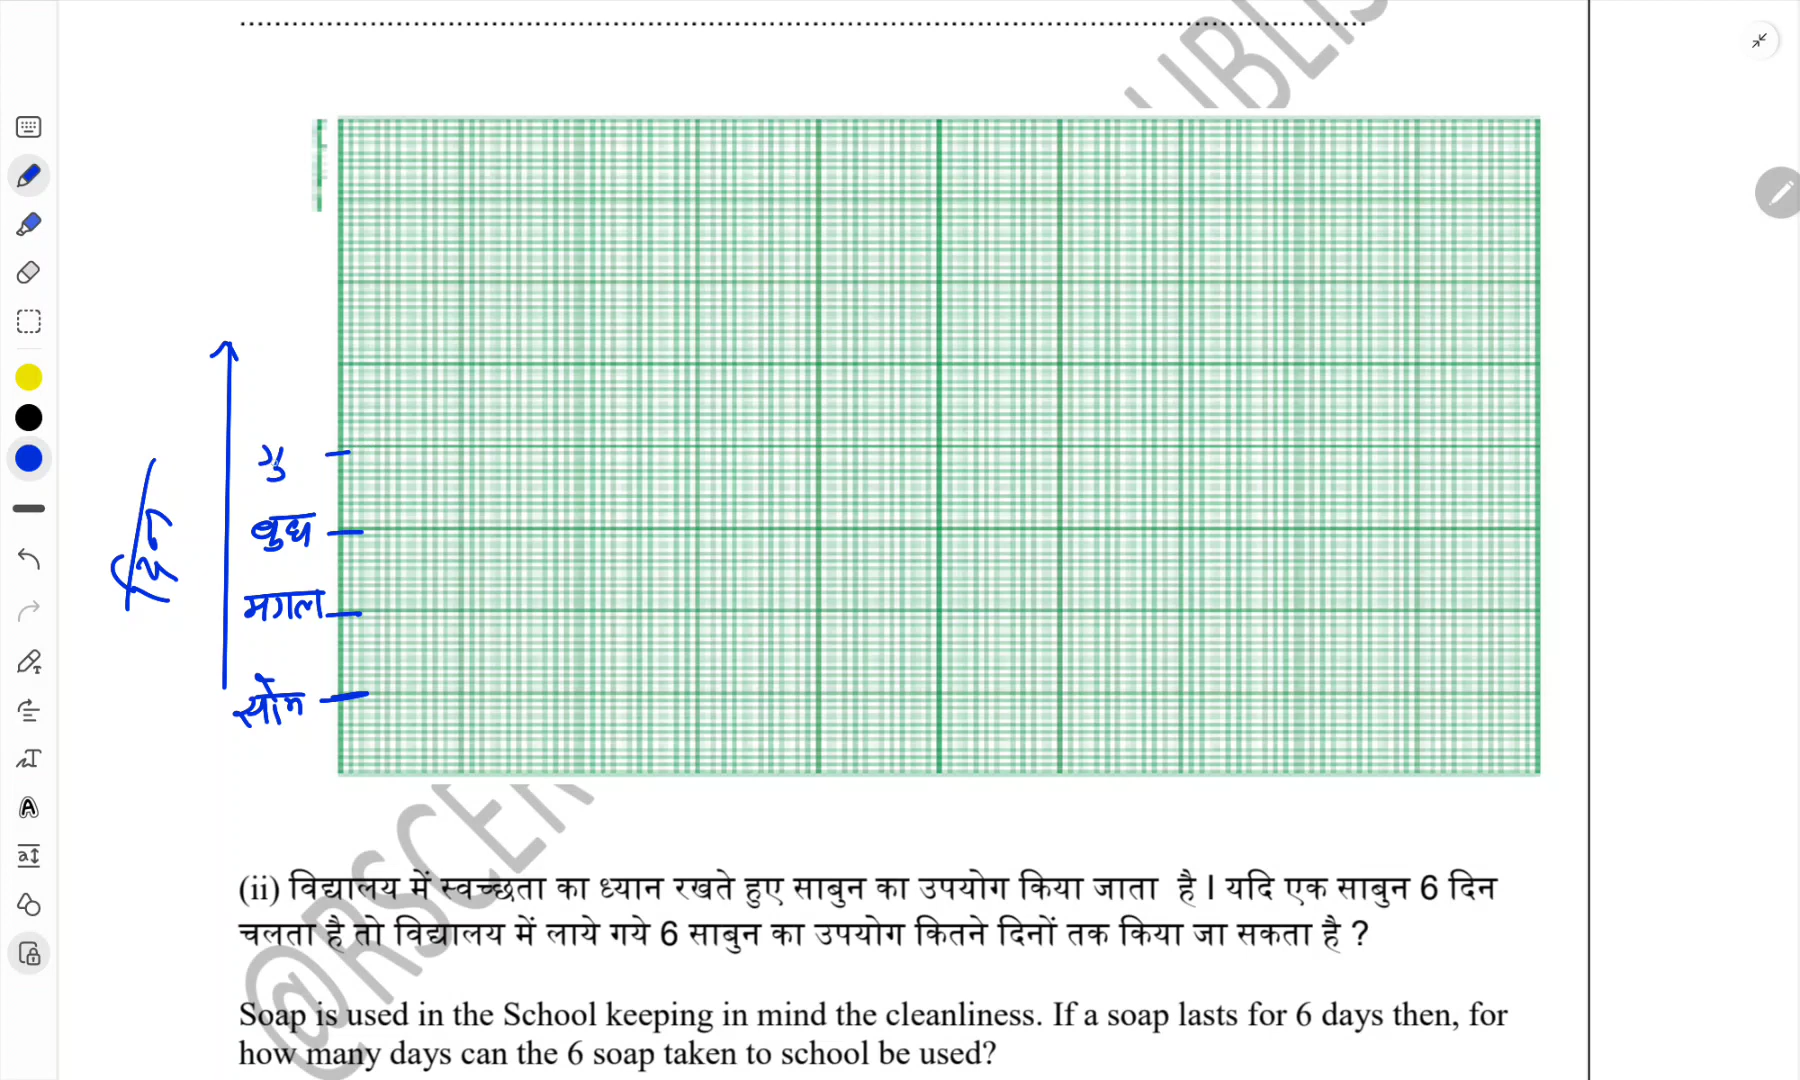 गु
बुध
मगल
सोम
दिन
(ii) विद्यालय में स्वच्छता का ध्यान रखते हुए साबुन का उपयोग किया जाता है I यदि एक साबुन 6 दिन
चलता है तो विद्यालय में लाये गये 6 साबुन का उपयोग कितने दिनों तक किया जा सकता है ?
Soap is used in the School keeping in mind the cleanliness. If a soap lasts for 6 days then, for
how many days can the 6 soap taken to school be used?